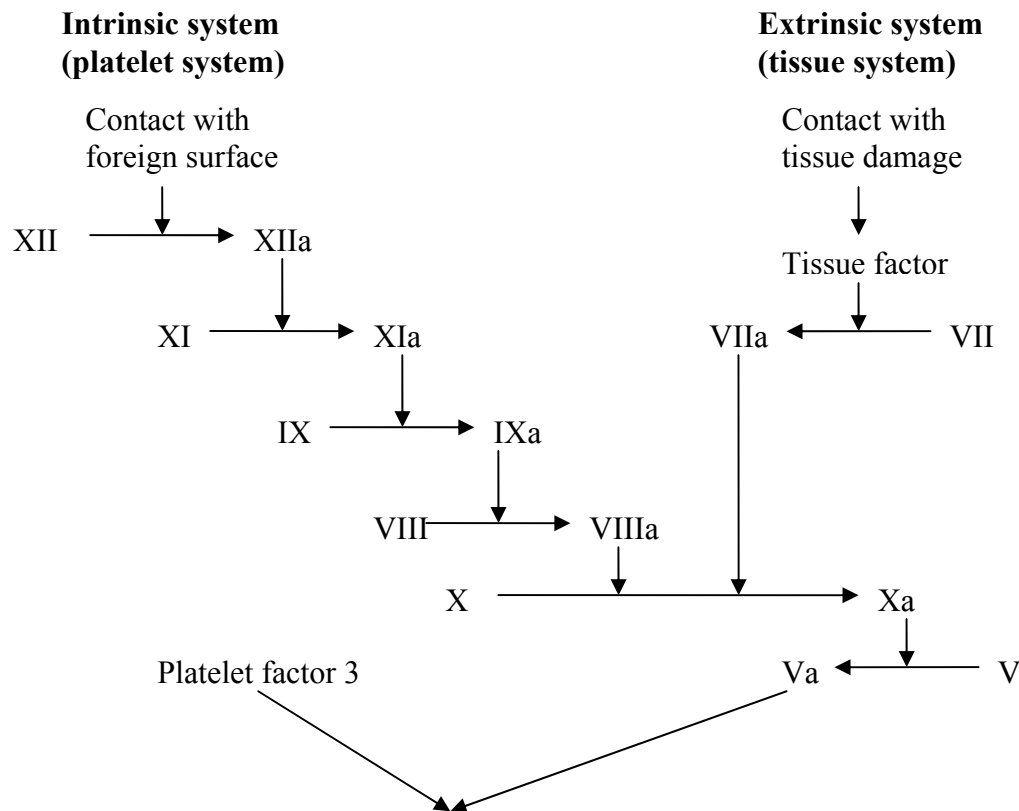 Intrinsic system
(platelet system)
Extrinsic system
(tissue system)
Contact with
foreign surface
Contact with
tissue damage
XII XIIa
Tissue factor
XI XIa VIIa VII
IX IXa
VIII VIIIa
X Xa
Platelet factor 3 Va V